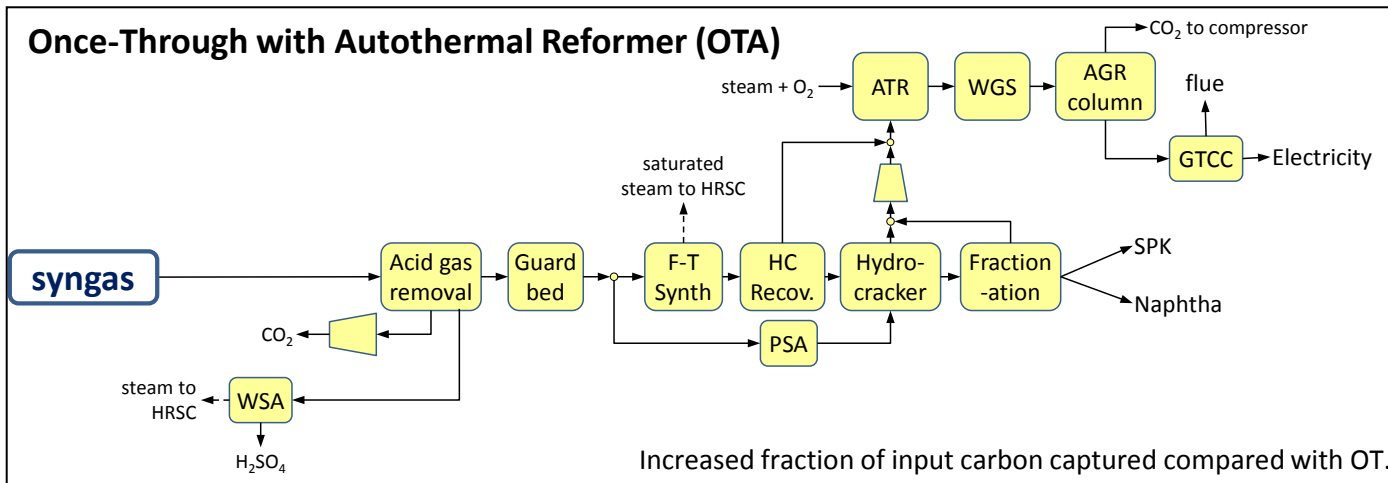 Once-Through with Autothermal Reformer (OTA)
CO₂ to compressor
steam + O₂
ATR
WGS
AGR
column
flue
GTCC
Electricity
saturated
steam to HRSC
syngas
Acid gas
removal
Guard
bed
F-T
Synth
HC
Recov.
Hydro-
cracker
Fraction
-ation
SPK
Naphtha
CO₂
PSA
steam to
HRSC
WSA
H₂SO₄
Increased fraction of input carbon captured compared with OT.